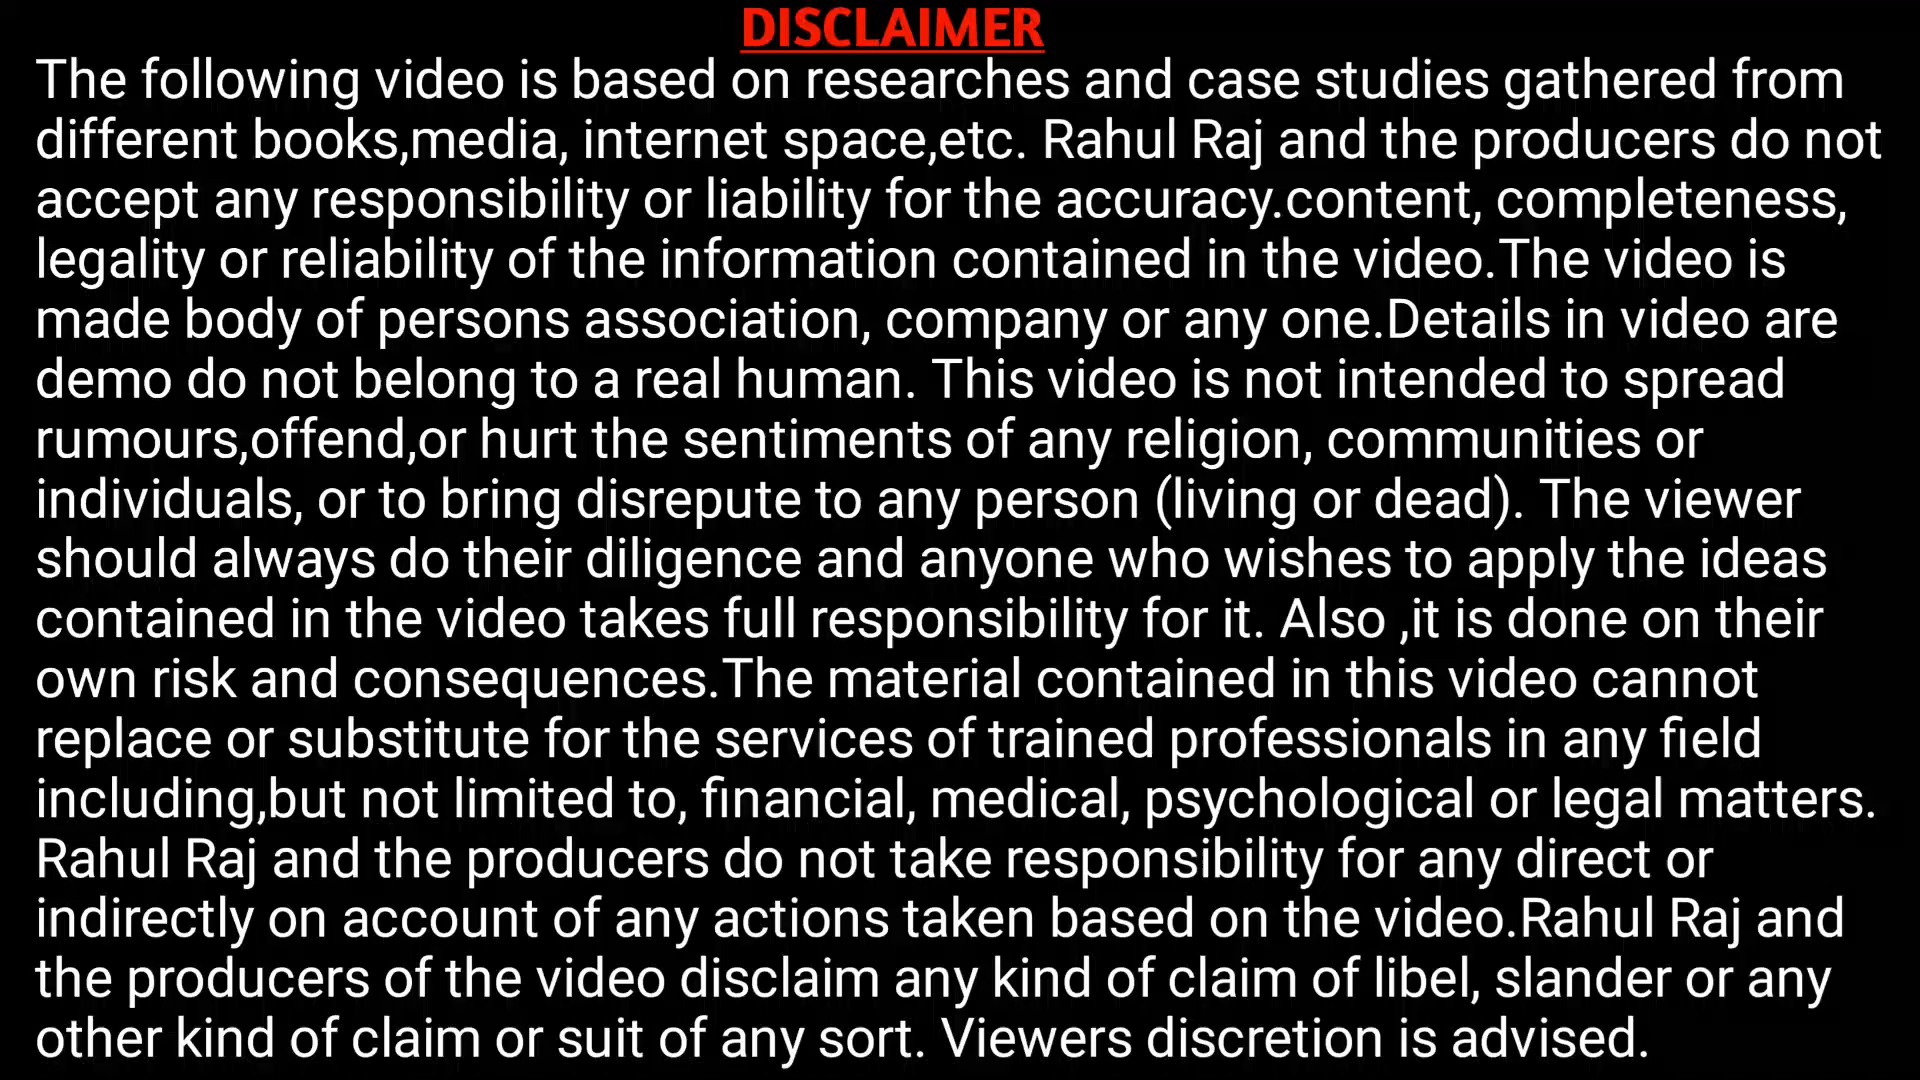 DISCLAIMER
The following video is based on researches and case studies gathered from
different books,media, internet space,etc. Rahul Raj and the producers do not
accept any responsibility or liability for the accuracy.content, completeness,
legality or reliability of the information contained in the video.The video is
made body of persons association, company or any one.Details in video are
demo do not belong to a real human. This video is not intended to spread
rumours,offend,or hurt the sentiments of any religion, communities or
individuals, or to bring disrepute to any person (living or dead). The viewer
should always do their diligence and anyone who wishes to apply the ideas
contained in the video takes full responsibility for it. Also ,it is done on their
own risk and consequences.The material contained in this video cannot
replace or substitute for the services of trained professionals in any field
including,but not limited to, financial, medical, psychological or legal matters.
Rahul Raj and the producers do not take responsibility for any direct or
indirectly on account of any actions taken based on the video.Rahul Raj and
the producers of the video disclaim any kind of claim of libel, slander or any
other kind of claim or suit of any sort. Viewers discretion is advised.